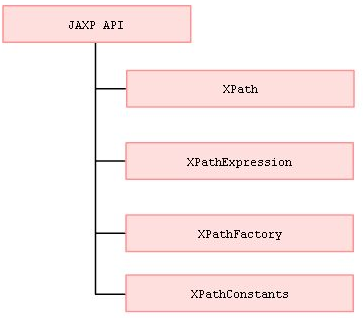 JAXP API
XPath
XPathExpression
XPathFactory
XPathConstants